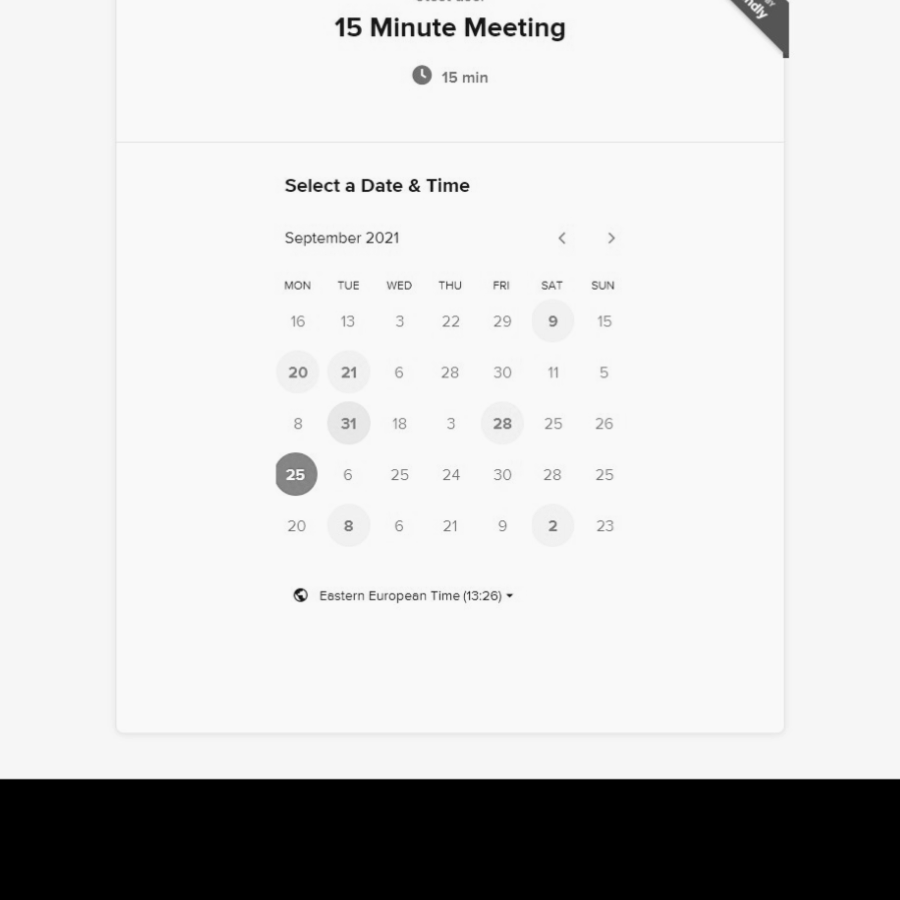 15 Minute Meeting
15 min
Select a Date & Time
September 2021
MON TUE WED THU FRI SAT SUN
16 13 3 22 29 9 15
20 21 6 28 30 11 5
8 31 18 3 28 25 26
25 6 25 24 30 28 25
20 8 6 21 9 2 23
Eastern European Time (13:26)